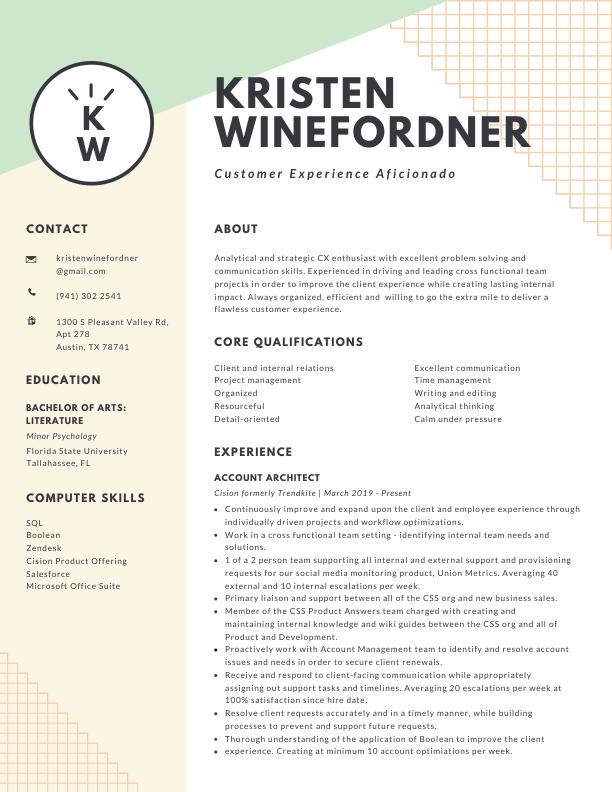 K
W
KRISTEN
WINEFORDNER
Customer Experience Aficionado
CONTACT
kristenwinefordner
@gmail.com
(941) 302 2541
1300 S Pleasant Valley Rd,
Apt 278
Austin, TX 78741
EDUCATION
BACHELOR OF ARTS:
LITERATURE
Minor Psychology
Florida State University
Tallahassee, FL
COMPUTER SKILLS
SQL
Boolean
Zendesk
Cision Product Offering
Salesforce
Microsoft Office Suite
ABOUT
Analytical and strategic CX enthusiast with excellent problem solving and
communication skills. Experienced in driving and leading cross functional team
projects in order to improve the client experience while creating lasting internal
impact. Always organized, efficient and  willing to go the extra mile to deliver a
flawless customer experience.
CORE QUALIFICATIONS
Client and internal relations
Project management
Organized
Resourceful
Detail-oriented
Excellent communication
Time management
Writing and editing
Analytical thinking
Calm under pressure
EXPERIENCE
ACCOUNT ARCHITECT
Cision formerly Trendkite | March 2019 - Present
• Continuously improve and expand upon the client and employee experience through
individually driven projects and workflow optimizations.
• Work in a cross functional team setting - identifying internal team needs and
solutions.
• 1 of a 2 person team supporting all internal and external support and provisioning
requests for our social media monitoring product, Union Metrics. Averaging 40
external and 10 internal escalations per week.
• Primary liaison and support between all of the CSS org and new business sales.
• Member of the CSS Product Answers team charged with creating and
maintaining internal knowledge and wiki guides between the CSS org and all of
Product and Development.
• Proactively work with Account Management team to identify and resolve account
issues and needs in order to secure client renewals.
• Receive and respond to client-facing communication while appropriately
assigning out support tasks and timelines. Averaging 20 escalations per week at
100% satisfaction since hire date.
• Resolve client requests accurately and in a timely manner, while building
processes to prevent and support future requests.
• Thorough understanding of the application of Boolean to improve the client
• experience. Creating at minimum 10 account optimiations per week.